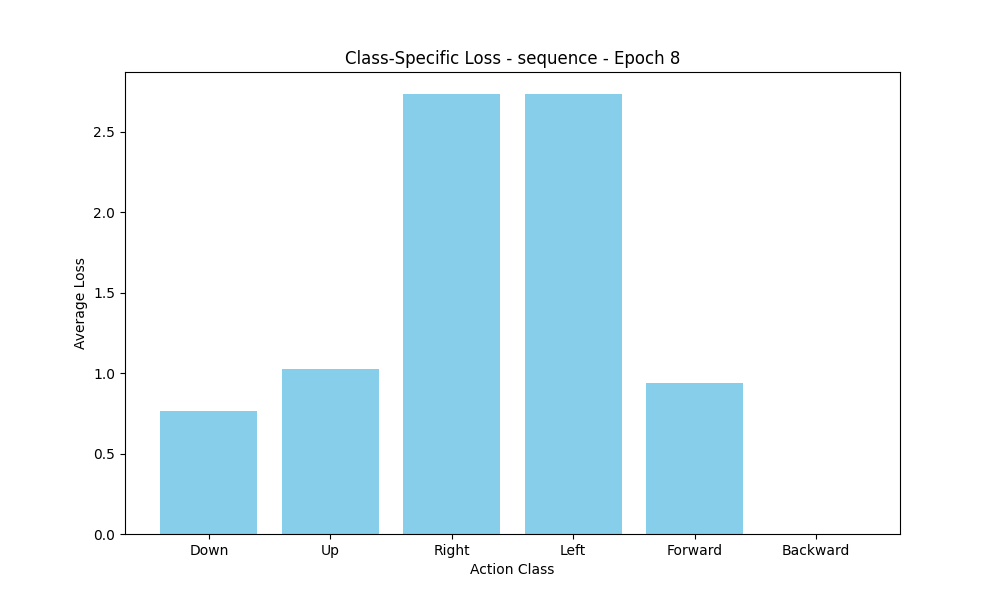 Class-Specific Loss - sequence - Epoch 8
2.5
2.0
1.5
1.0
0.5
0.0
Average Loss
Down Up Right Left Forward Backward
Action Class